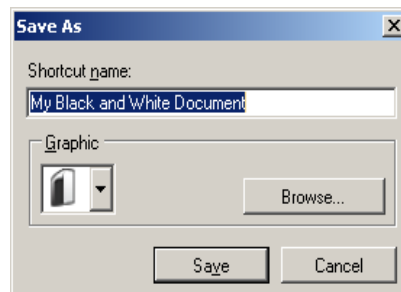 Save As
Shortcut name:
My Black and White Document
Graphic
Browse...
Save
Cancel